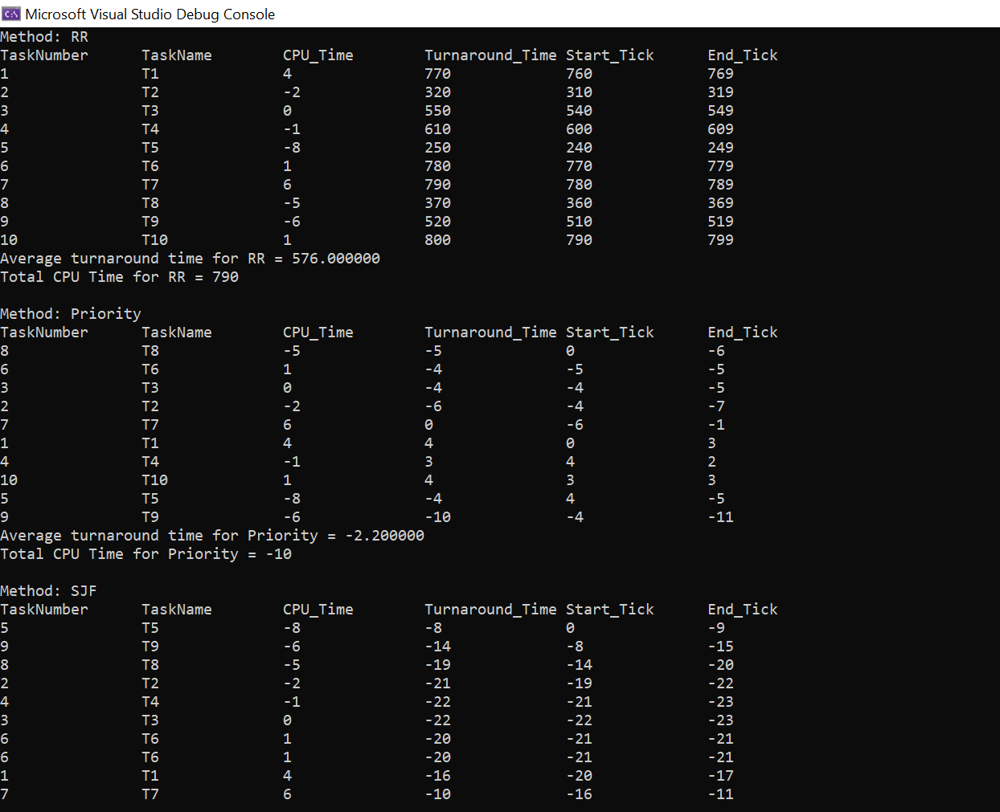 C:\ Microsoft Visual Studio Debug Console
Method: RR
TaskNumber TaskName CPU_Time Turnaround_Time Start_Tick End_Tick
1 T1 4 770 760 769
2 T2 -2 320 310 319
3 T3 0 550 540 549
4 T4 -1 610 600 609
5 T5 -8 250 240 249
6 T6 1 780 770 779
7 T7 6 790 780 789
8 T8 -5 370 360 369
9 T9 -6 520 510 519
10 T10 1 800 790 799
Average turnaround time for RR = 576.000000
Total CPU Time for RR = 790
Method: Priority
TaskNumber TaskName CPU_Time Turnaround_Time Start_Tick End_Tick
8 T8 -5 -5 0 -6
6 T6 1 -4 -5 -5
3 T3 0 -4 -4 -5
2 T2 -2 -6 -4 -7
7 T7 6 0 -6 -1
1 T1 4 4 0 3
4 T4 -1 3 4 2
10 T10 1 4 3 3
5 T5 -8 -4 4 -5
9 T9 -6 -10 -4 -11
Average turnaround time for Priority = -2.200000
Total CPU Time for Priority = -10
Method: SJF
TaskNumber TaskName CPU_Time Turnaround_Time Start_Tick End_Tick
5 T5 -8 -8 0 -9
9 T9 -6 -14 -8 -15
8 T8 -5 -19 -14 -20
2 T2 -2 -21 -19 -22
4 T4 -1 -22 -21 -23
3 T3 0 -22 -22 -23
6 T6 1 -20 -21 -21
6 T6 1 -20 -21 -21
1 T1 4 -16 -20 -17
7 T7 6 -10 -16 -11